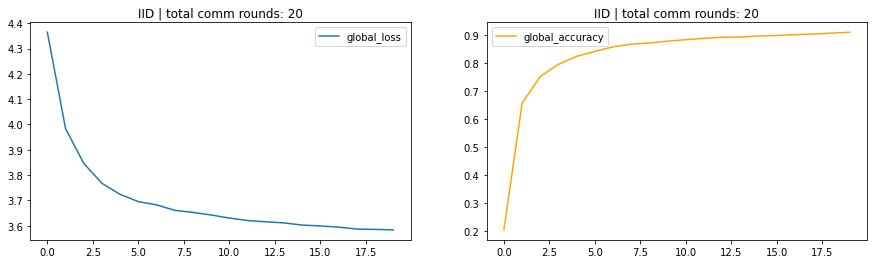 IID | total comm rounds: 20
global_loss
4.4
4.3
4.2
4.1
4.0
3.9
3.8
3.7
3.6
0.0 2.5 5.0 7.5 10.0 12.5 15.0 17.5
IID | total comm rounds: 20
global_accuracy
0.9
0.8
0.7
0.6
0.5
0.4
0.3
0.2
0.0 2.5 5.0 7.5 10.0 12.5 15.0 17.5